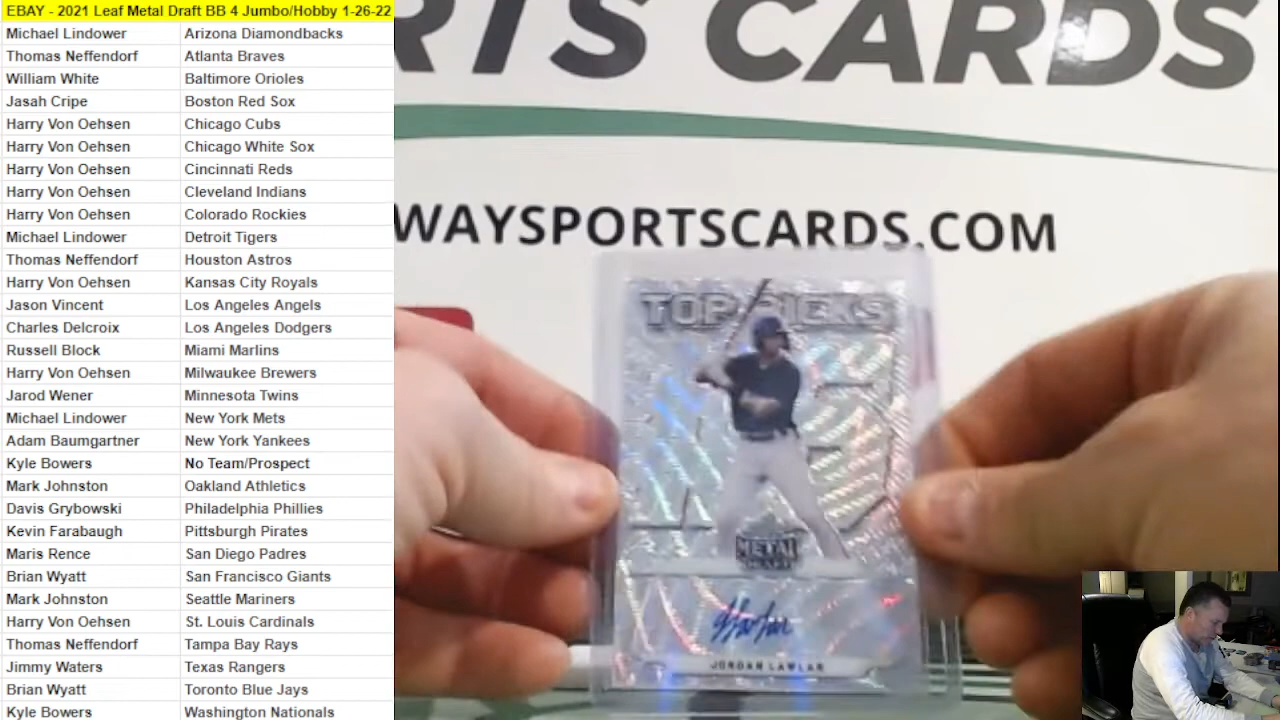 EBAY - 2021 Leaf Metal Draft BB 4 Jumbo/Hobby 1-26-22
Michael Lindower Arizona Diamondbacks
Thomas Neffendorf Atlanta Braves
William White Baltimore Orioles
Jasah Cripe Boston Red Sox
Harry Von Oehsen Chicago Cubs
Harry Von Oehsen Chicago White Sox
Harry Von Oehsen Cincinnati Reds
Harry Von Oehsen Cleveland Indians
Harry Von Oehsen Colorado Rockies
Michael Lindower Detroit Tigers
Thomas Neffendorf Houston Astros
Harry Von Oehsen Kansas City Royals
Jason Vincent Los Angeles Angels
Charles Delcroix Los Angeles Dodgers
Russell Block Miami Marlins
Harry Von Oehsen Milwaukee Brewers
Jarod Wener Minnesota Twins
Michael Lindower New York Mets
Adam Baumgartner New York Yankees
Kyle Bowers No Team/Prospect
Mark Johnston Oakland Athletics
Davis Grybowski Philadelphia Phillies
Kevin Farabaugh Pittsburgh Pirates
Maris Rence San Diego Padres
Brian Wyatt San Francisco Giants
Mark Johnston Seattle Mariners
Harry Von Oehsen St. Louis Cardinals
Thomas Neffendorf Tampa Bay Rays
Jimmy Waters Texas Rangers
Brian Wyatt Toronto Blue Jays
Kyle Bowers Washington Nationals
RTS CARDS
WAYSPORTSCARDS.COM
TOP PICKS
METAL
DRAFT
JORDAN LAWLAR